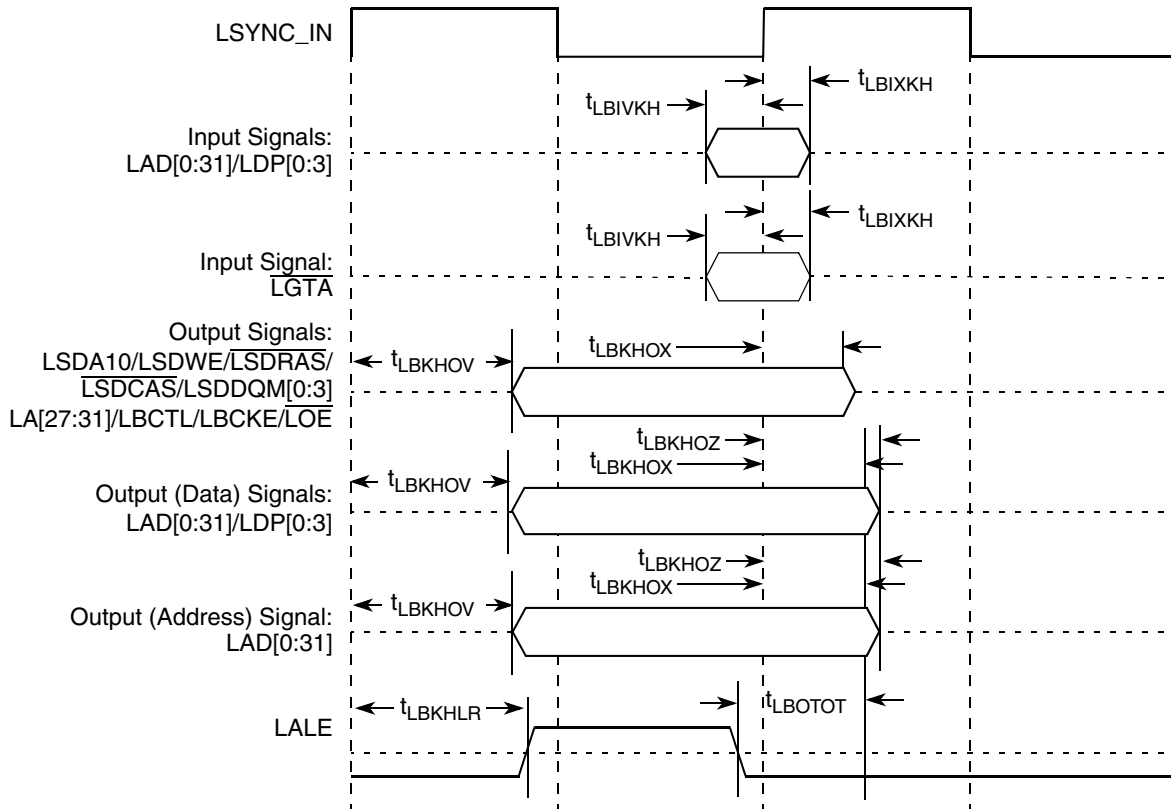 LSYNC_IN
tLBIXKH
tLBIVKH
Input Signals:
LAD[0:31]/LDP[0:3]
tLBIXKH
tLBIVKH
Input Signal:
LGTA
Output Signals:
LSDA10/LSDWE/LSDRAS/
LSDCAS/LSDDQM[0:3]
LA[27:31]/LBCTL/LBCKE/LOE
tLBKHOV
tLBKHOX
tLBKHOZ
tLBKHOX
tLBKHOV
Output (Data) Signals:
LAD[0:31]/LDP[0:3]
tLBKHOZ
tLBKHOX
tLBKHOV
Output (Address) Signal:
LAD[0:31]
tLBKHLR
tLBOTOT
LALE